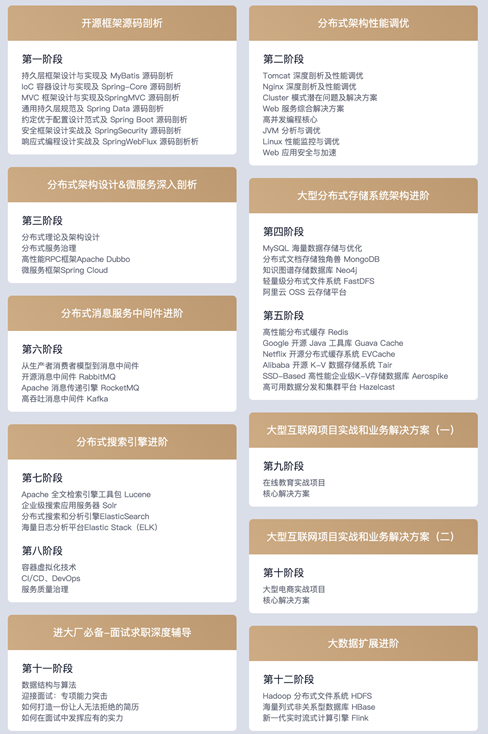 开源框架源码剖析
第一阶段
持久层框架设计与实现及 MyBatis 源码剖析
IoC 容器设计与实现及 Spring-Core 源码剖析
MVC 框架设计与实现及SpringMVC 源码剖析
通用持久层规范及 Spring Data 源码剖析
约定优于配置设计范式及 Spring Boot 源码剖析
安全框架设计实战及 SpringSecurity 源码剖析
响应式编程设计实战及 SpringWebFlux 源码剖析析
分布式架构性能调优
第二阶段
Tomcat 深度剖析及性能调优
Nginx 深度剖析及性能调优
Cluster 模式潜在问题及解决方案
Web 服务综合解决方案
高并发编程核心
JVM 分析与调优
Linux 性能监控与调优
Web 应用安全与加速
分布式架构设计&微服务深入剖析
第三阶段
分布式理论及架构设计
分布式服务治理
高性能RPC框架Apache Dubbo
微服务框架Spring Cloud
大型分布式存储系统架构进阶
第四阶段
MySQL 海量数据存储与优化
分布式文档存储独角兽 MongoDB
知识图谱存储数据库 Neo4j
轻量级分布式文件系统 FastDFS
阿里云 OSS 云存储平台
第五阶段
高性能分布式缓存 Redis
Google 开源 Java 工具库 Guava Cache
Netflix 开源分布式缓存系统 EVCache
Alibaba 开源 K-V 数据存储系统 Tair
SSD-Based 高性能企业级K-V存储数据库 Aerospike
高可用数据分发和集群平台 Hazelcast
分布式消息服务中间件进阶
第六阶段
从生产者消费者模型到消息中间件
开源消息中间件 RabbitMQ
Apache 消息传递引擎 RocketMQ
高吞吐消息中间件 Kafka
分布式搜索引擎进阶
第七阶段
Apache 全文检索引擎工具包 Lucene
企业级搜索应用服务器 Solr
分布式搜索和分析引擎ElasticSearch
海量日志分析平台Elastic Stack（ELK）
第八阶段
容器虚拟化技术
CI/CD、DevOps
服务质量治理
大型互联网项目实战和业务解决方案（一）
第九阶段
在线教育实战项目
核心解决方案
大型互联网项目实战和业务解决方案（二）
第十阶段
大型电商实战项目
核心解决方案
进大厂必备-面试求职深度辅导
第十一阶段
数据结构与算法
迎接面试：专项能力突击
如何打造一份让人无法拒绝的简历
如何在面试中发挥应有的实力
大数据扩展进阶
第十二阶段
Hadoop 分布式文件系统 HDFS
海量列式非关系型数据库 HBase
新一代实时流式计算引擎 Flink